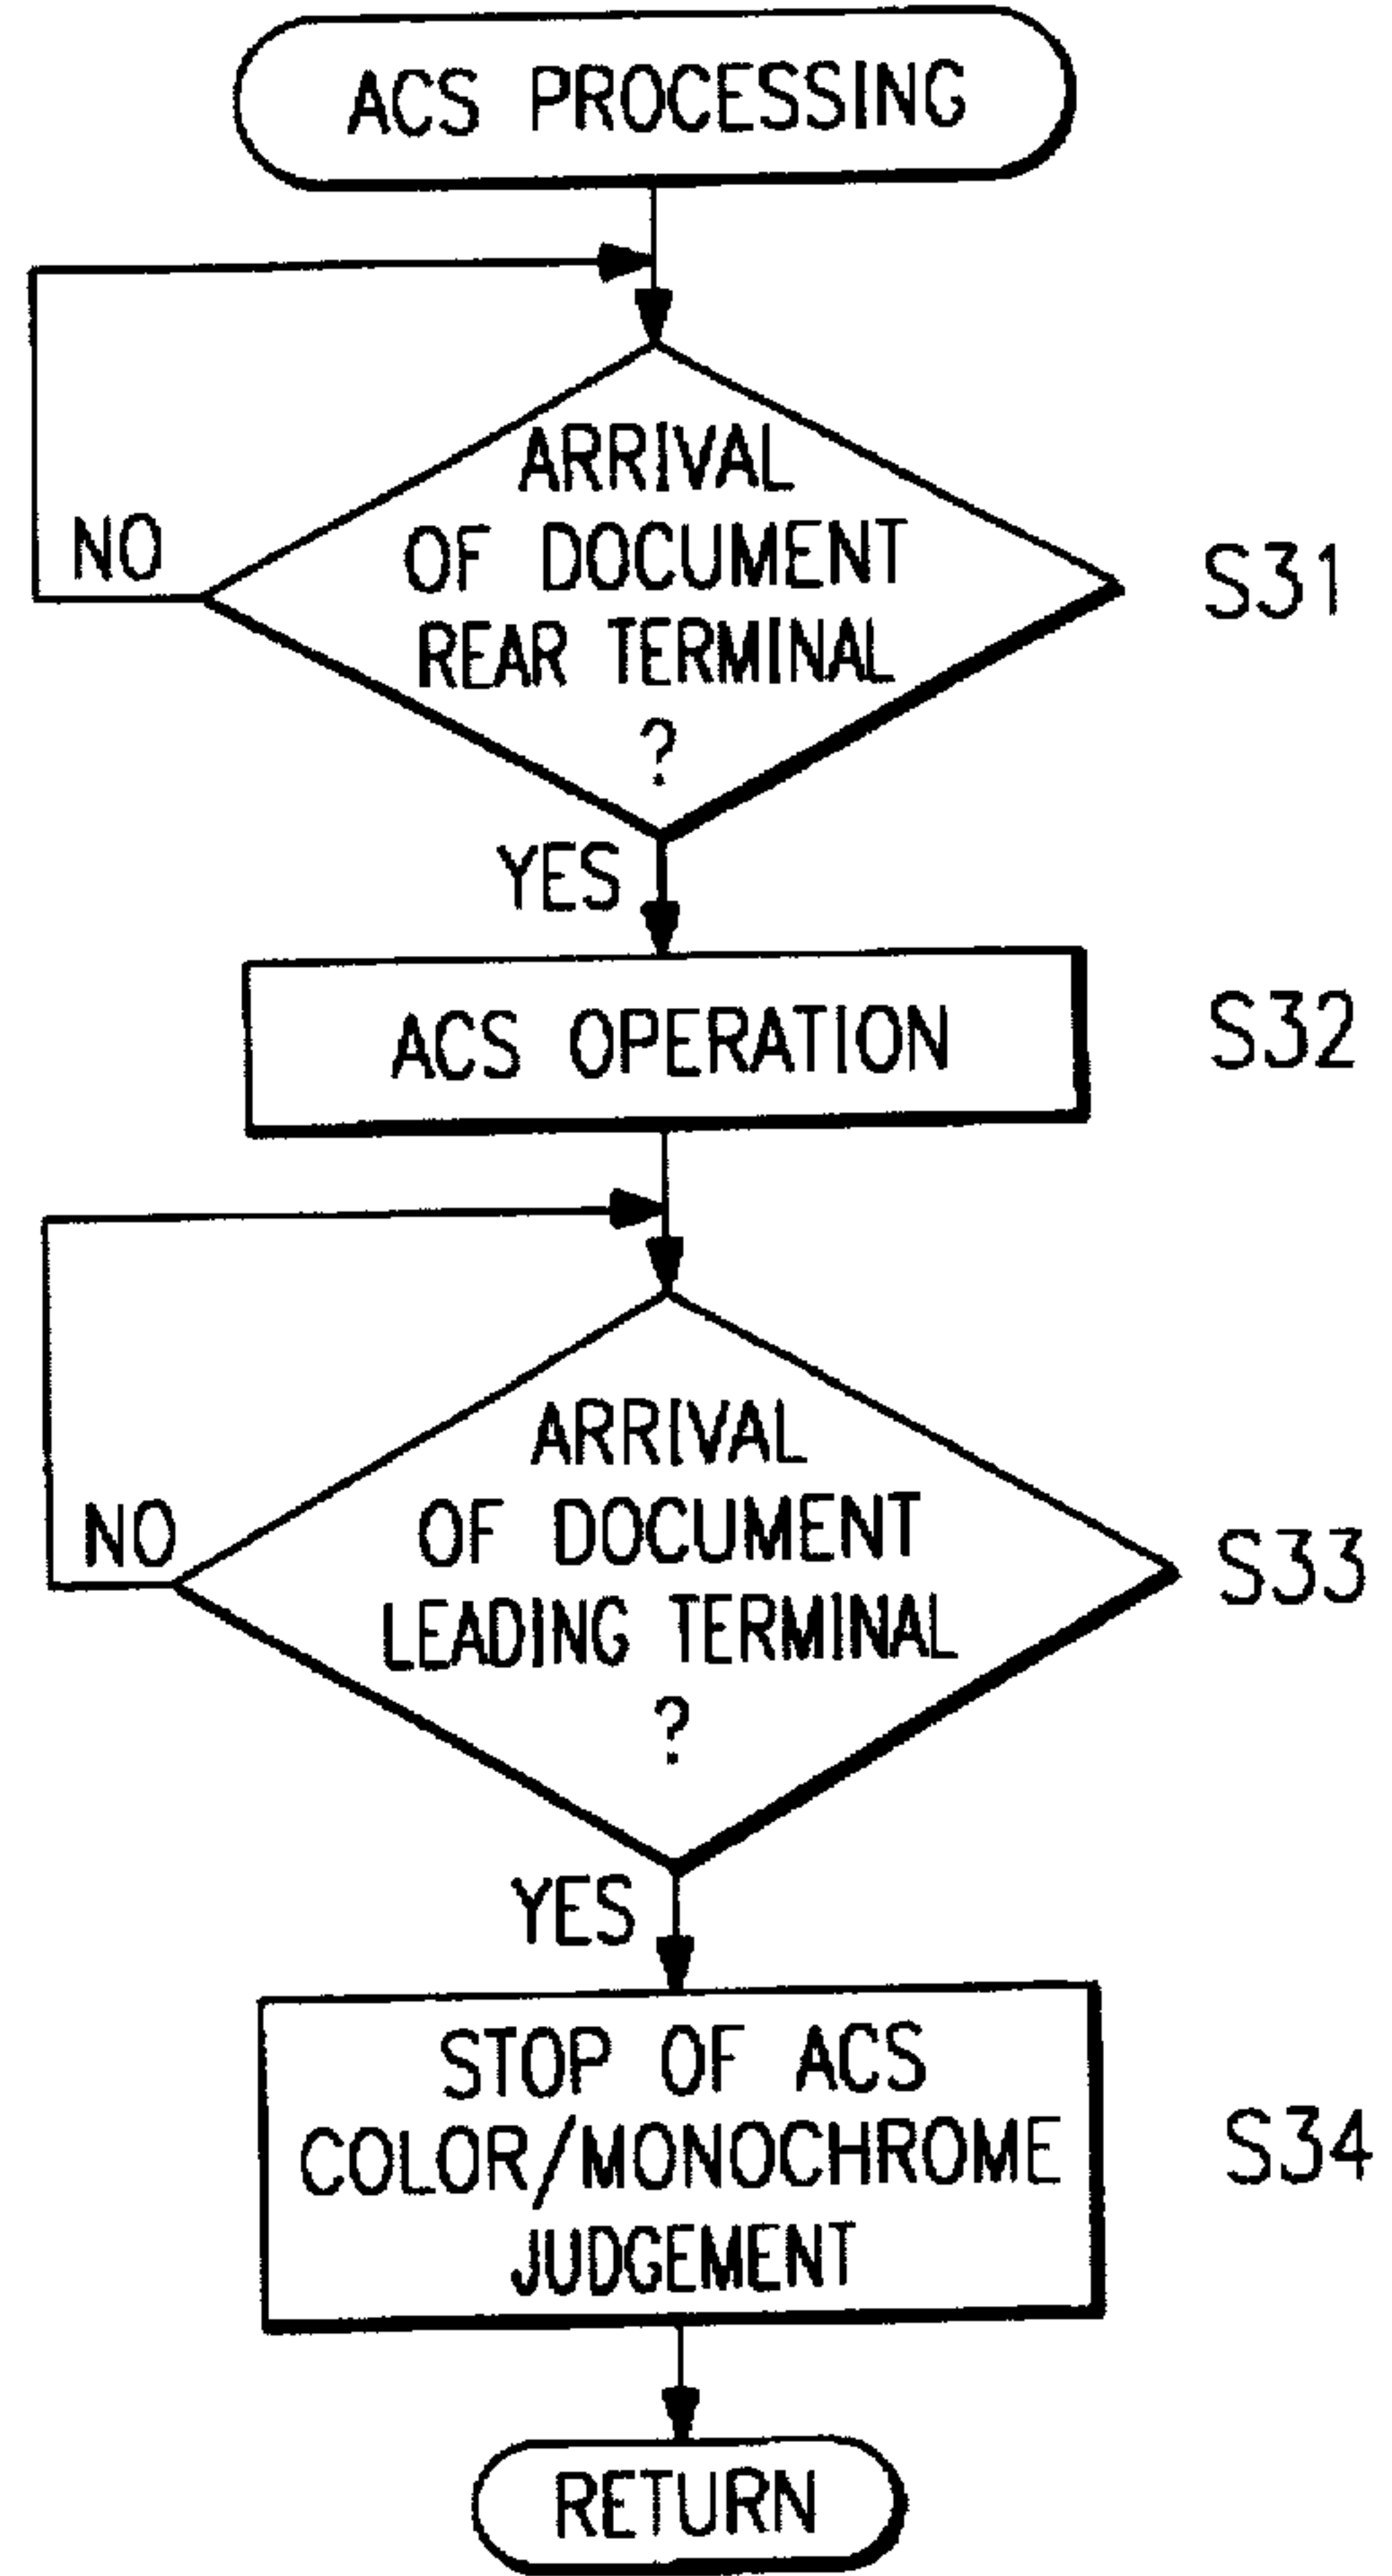 ACS PROCESSING
ARRIVAL
OF DOCUMENT
REAR TERMINAL
?
NO
S31
YES
ACS OPERATION
S32
ARRIVAL
OF DOCUMENT
LEADING TERMINAL
?
NO
S33
YES
STOP OF ACS
COLOR/MONOCHROME
JUDGEMENT
S34
RETURN